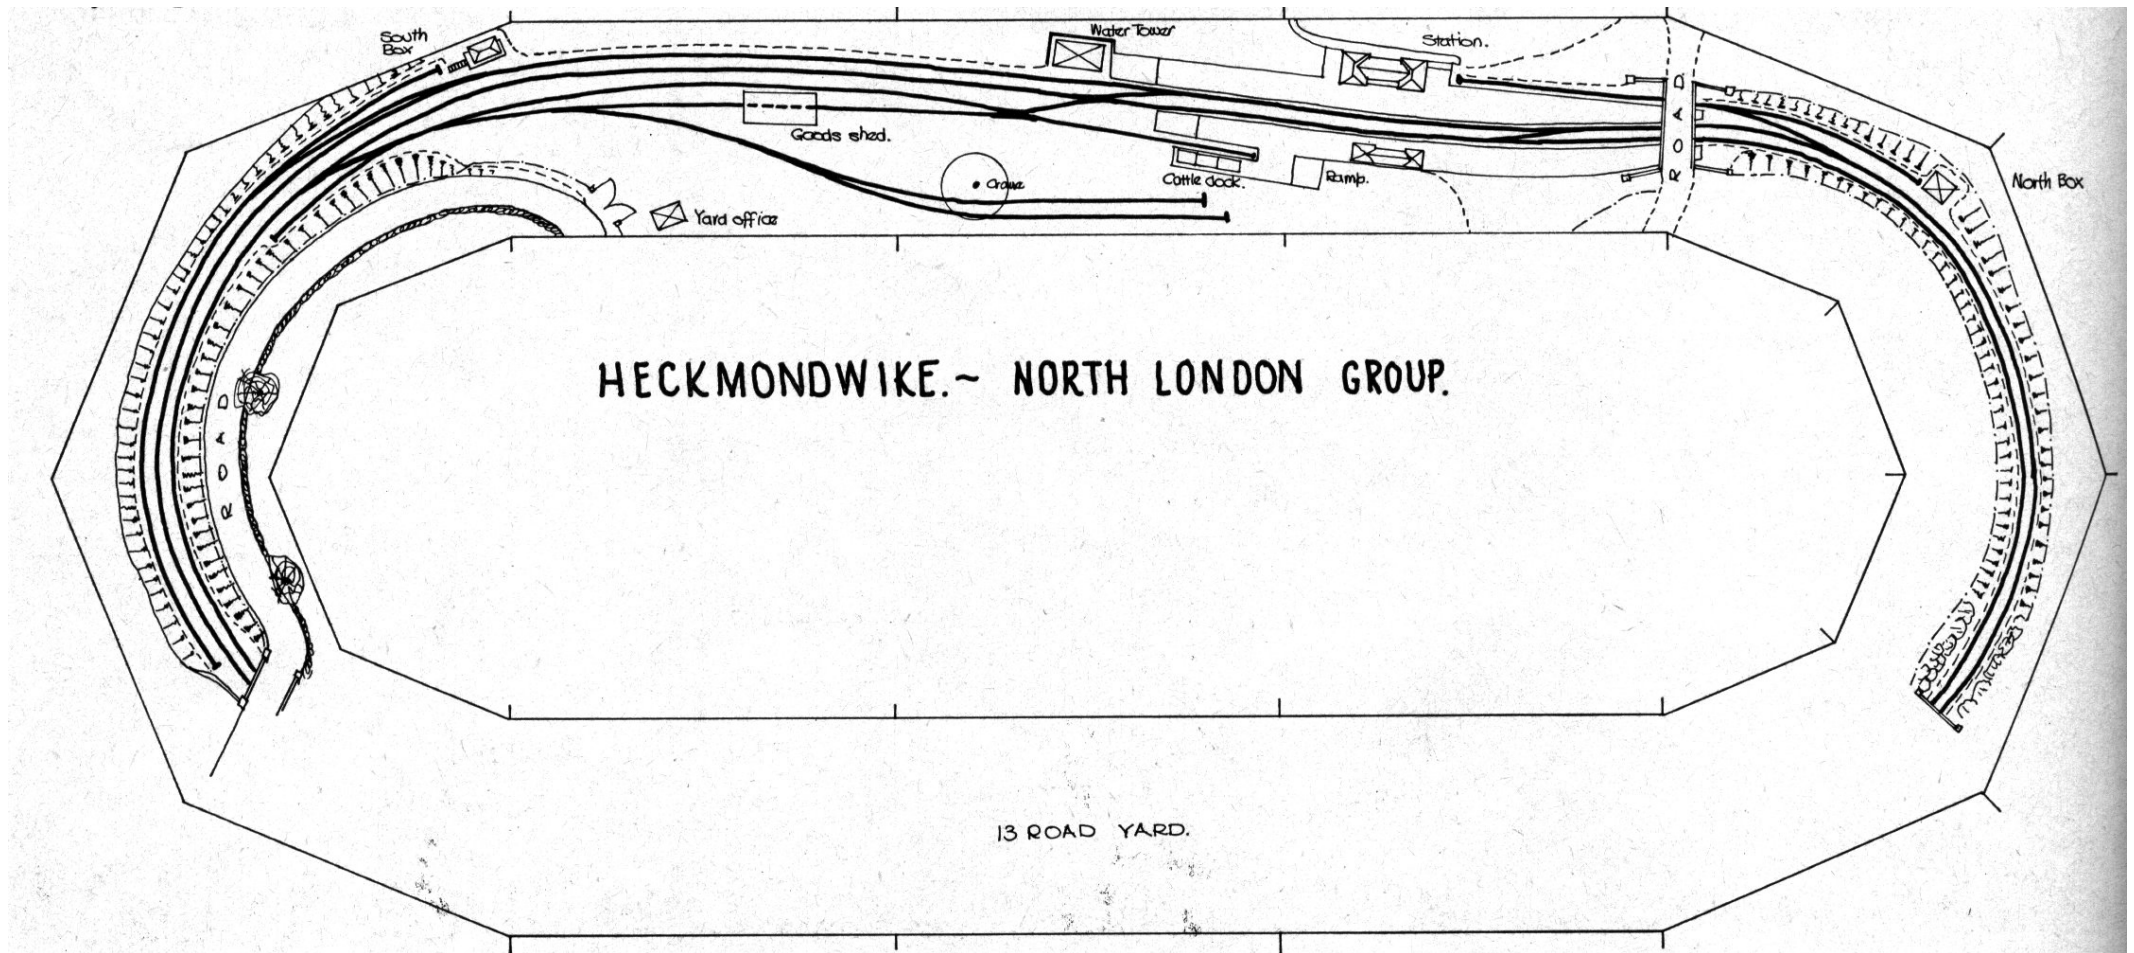 South
Box
Water Tower
Station.
ROAD
Goods shed.
Crane
Cattle dock.
Ramp.
North Box
Yard office
ROAD
HECKMONDWIKE.~ NORTH LONDON GROUP.
13 ROAD YARD.